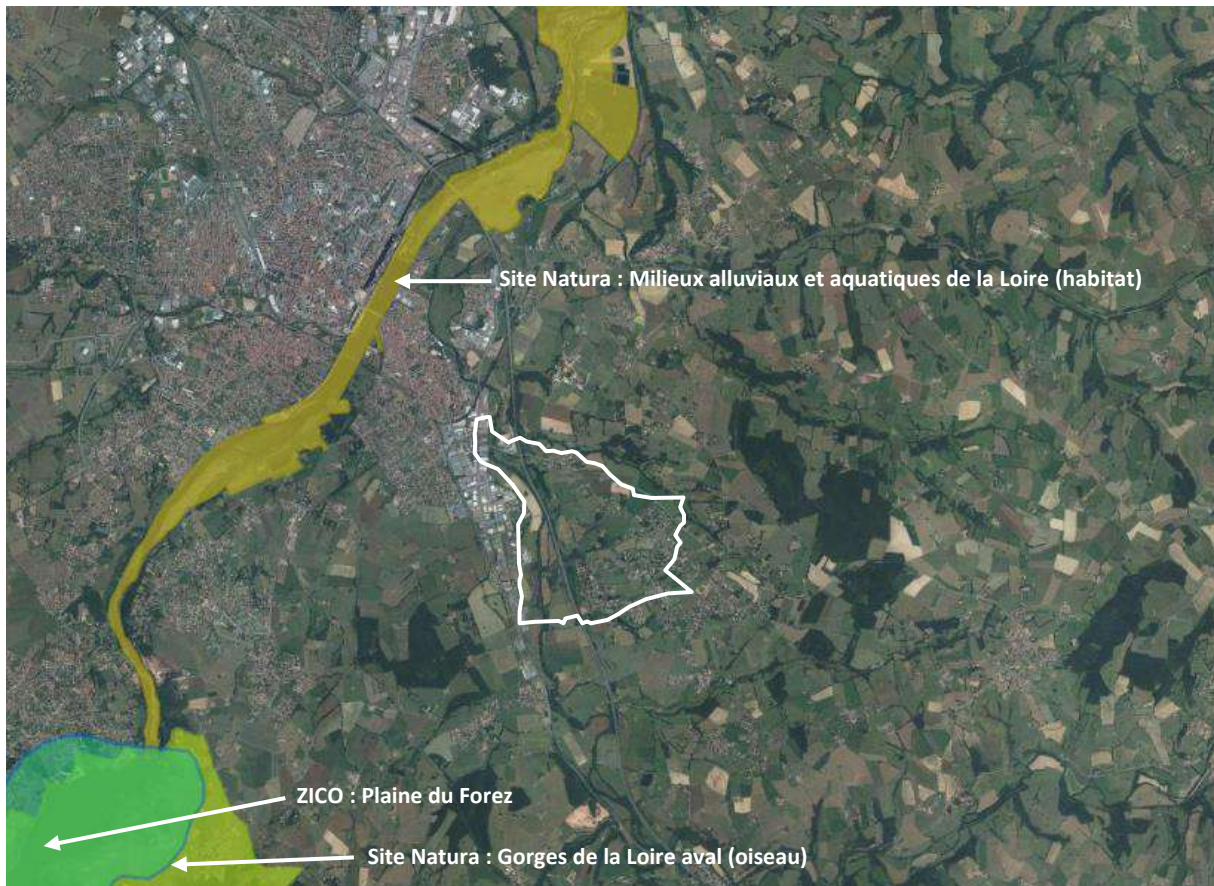 Site Natura : Milieux alluviaux et aquatiques de la Loire (habitat)
ZICO : Plaine du Forez
Site Natura : Gorges de la Loire aval (oiseau)